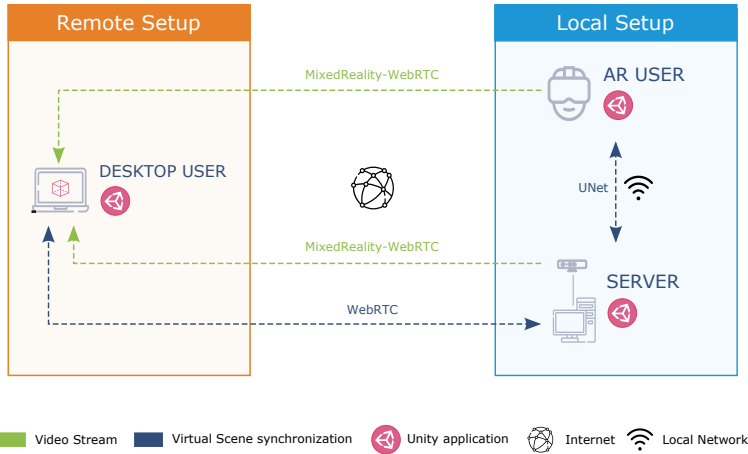 Remote Setup
Local Setup
MixedReality-WebRTC
AR USER
DESKTOP USER
UNet
MixedReality-WebRTC
SERVER
WebRTC
Video Stream
Virtual Scene synchronization
Unity application
Internet
Local Network